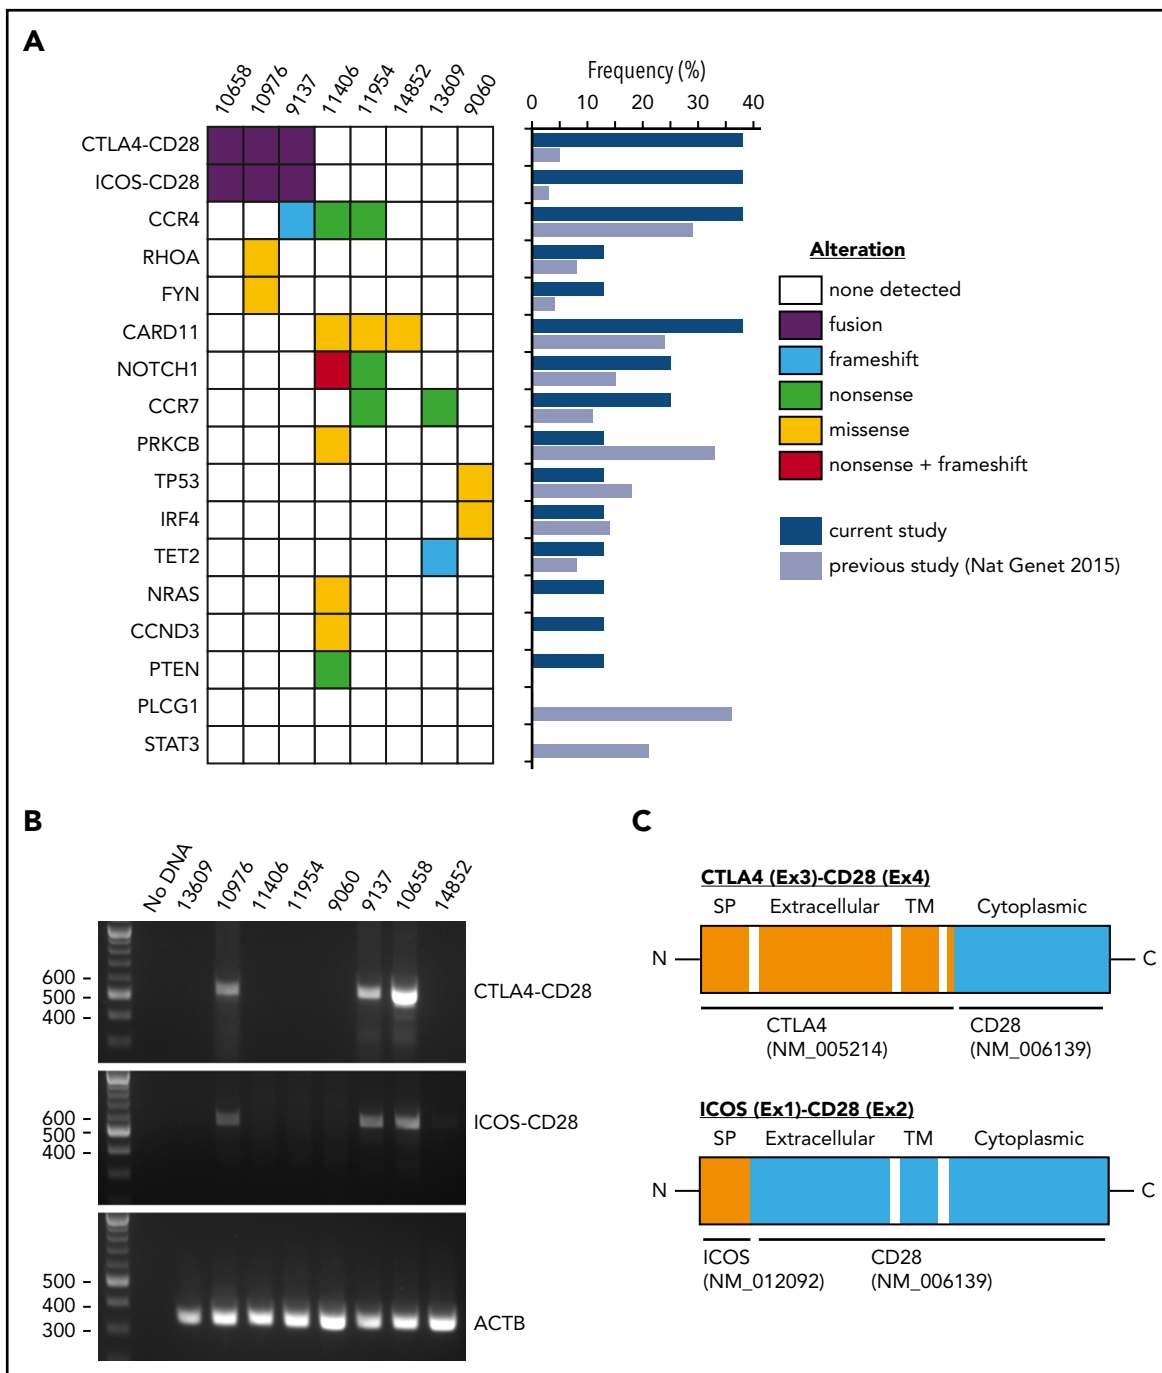 A
10658 10976 9137 11406 11954 14852 13609 9060
Frequency (%)
0 10 20 30 40
CTLA4-CD28
ICOS-CD28
CCR4
RHOA
FYN
CARD11
NOTCH1
CCR7
PRKCB
TP53
IRF4
TET2
NRAS
CCND3
PTEN
PLCG1
STAT3
Alteration
none detected
fusion
frameshift
nonsense
missense
nonsense + frameshift
current study
previous study (Nat Genet 2015)
B
No DNA 13609 10976 11406 11954 9060 9137 10658 14852
600 -
500 -
400 -
CTLA4-CD28
600 -
500 -
400 -
ICOS-CD28
500 -
400 -
300 -
ACTB
C
CTLA4 (Ex3)-CD28 (Ex4)
SP Extracellular TM Cytoplasmic
N C
CTLA4 CD28
(NM_005214) (NM_006139)
ICOS (Ex1)-CD28 (Ex2)
SP Extracellular TM Cytoplasmic
N C
ICOS CD28
(NM_012092) (NM_006139)